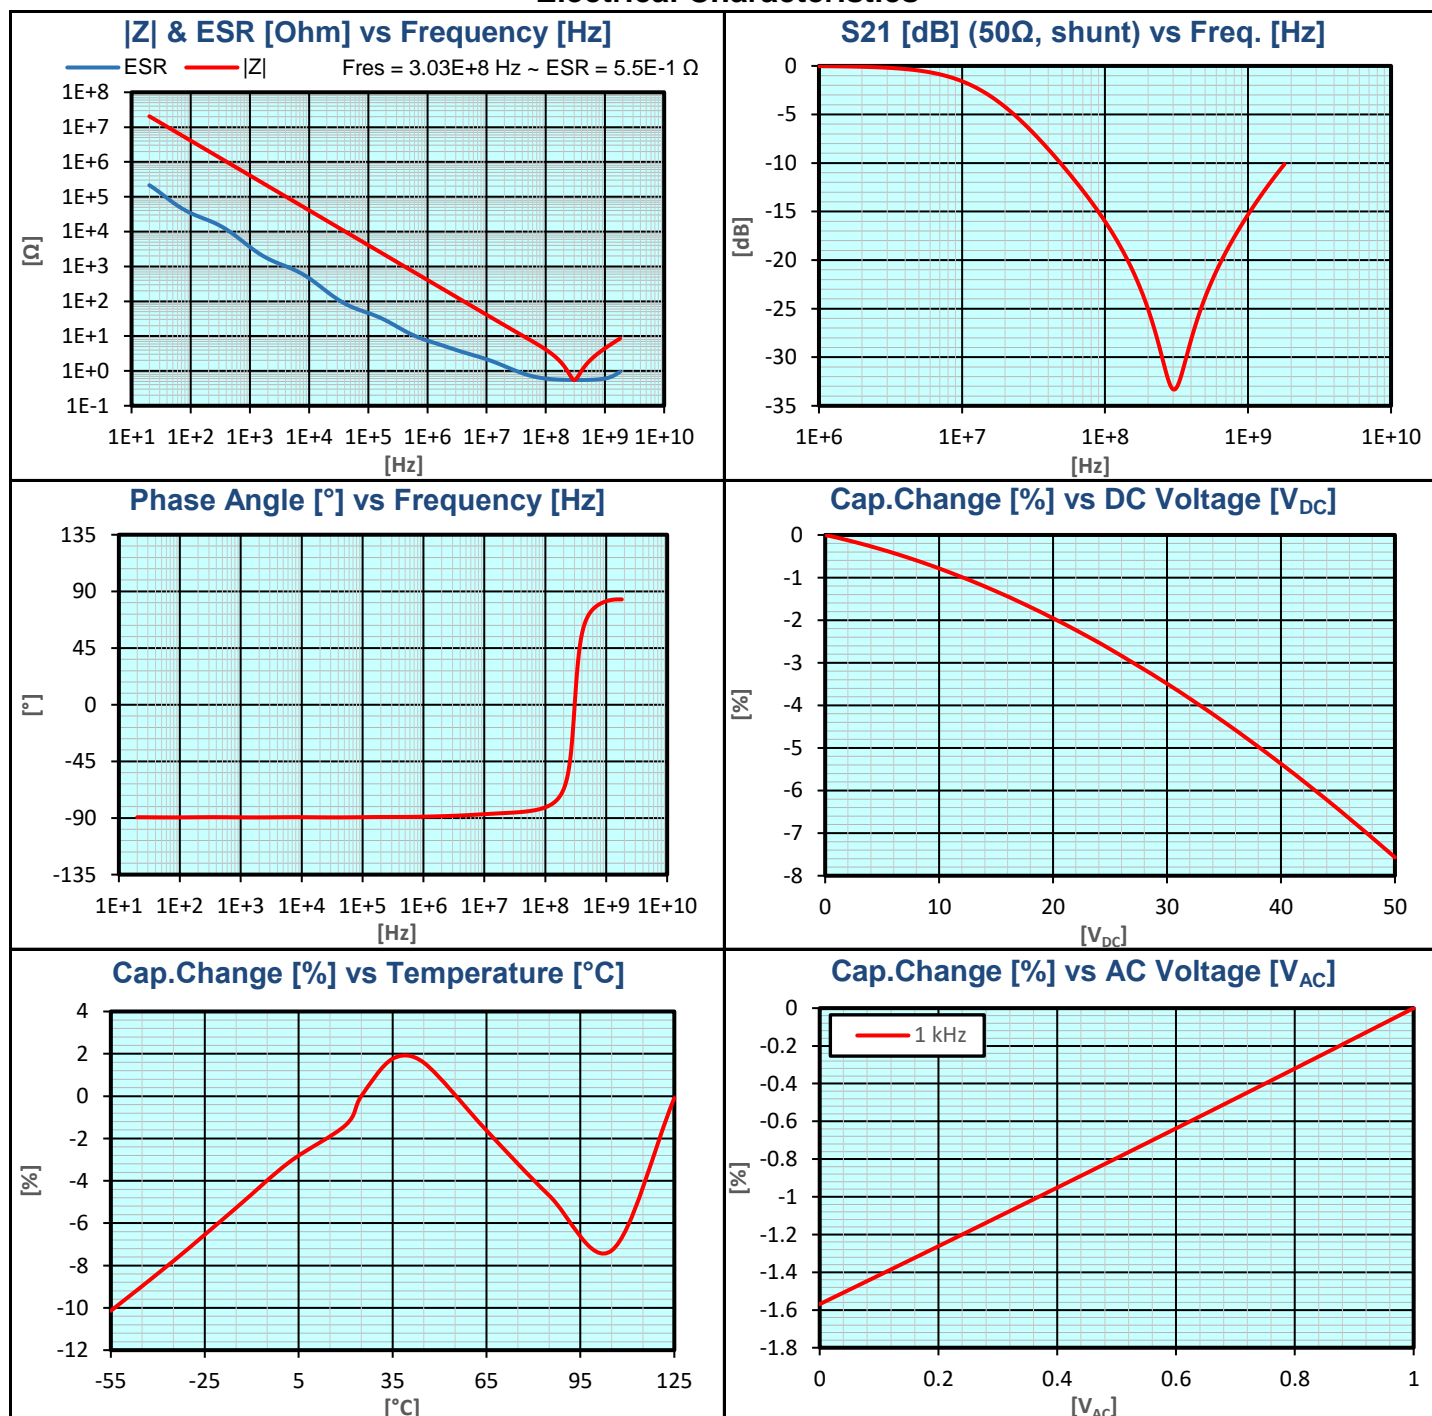 Electrical Characteristics
|Z| & ESR [Ohm] vs Frequency [Hz]
ESR |Z| Fres = 3.03E+8 Hz ~ ESR = 5.5E-1 Ω
1E+8
1E+7
1E+6
1E+5
1E+4
1E+3
1E+2
1E+1
1E+0
1E-1
[Ω]
1E+1 1E+2 1E+3 1E+4 1E+5 1E+6 1E+7 1E+8 1E+9 1E+10
[Hz]
S21 [dB] (50Ω, shunt) vs Freq. [Hz]
0
-5
-10
-15
-20
-25
-30
-35
[dB]
1E+6 1E+7 1E+8 1E+9 1E+10
[Hz]
Phase Angle [°] vs Frequency [Hz]
135
90
45
0
-45
-90
-135
[°]
1E+1 1E+2 1E+3 1E+4 1E+5 1E+6 1E+7 1E+8 1E+9 1E+10
[Hz]
Cap.Change [%] vs DC Voltage [VDC]
0
-1
-2
-3
-4
-5
-6
-7
-8
[%]
0 10 20 30 40 50
[VDC]
Cap.Change [%] vs Temperature [°C]
4
2
0
-2
-4
-6
-8
-10
-12
[%]
-55 -25 5 35 65 95 125
[°C]
Cap.Change [%] vs AC Voltage [VAC]
1 kHz
0
-0.2
-0.4
-0.6
-0.8
-1
-1.2
-1.4
-1.6
-1.8
[%]
0 0.2 0.4 0.6 0.8 1
[VAC]